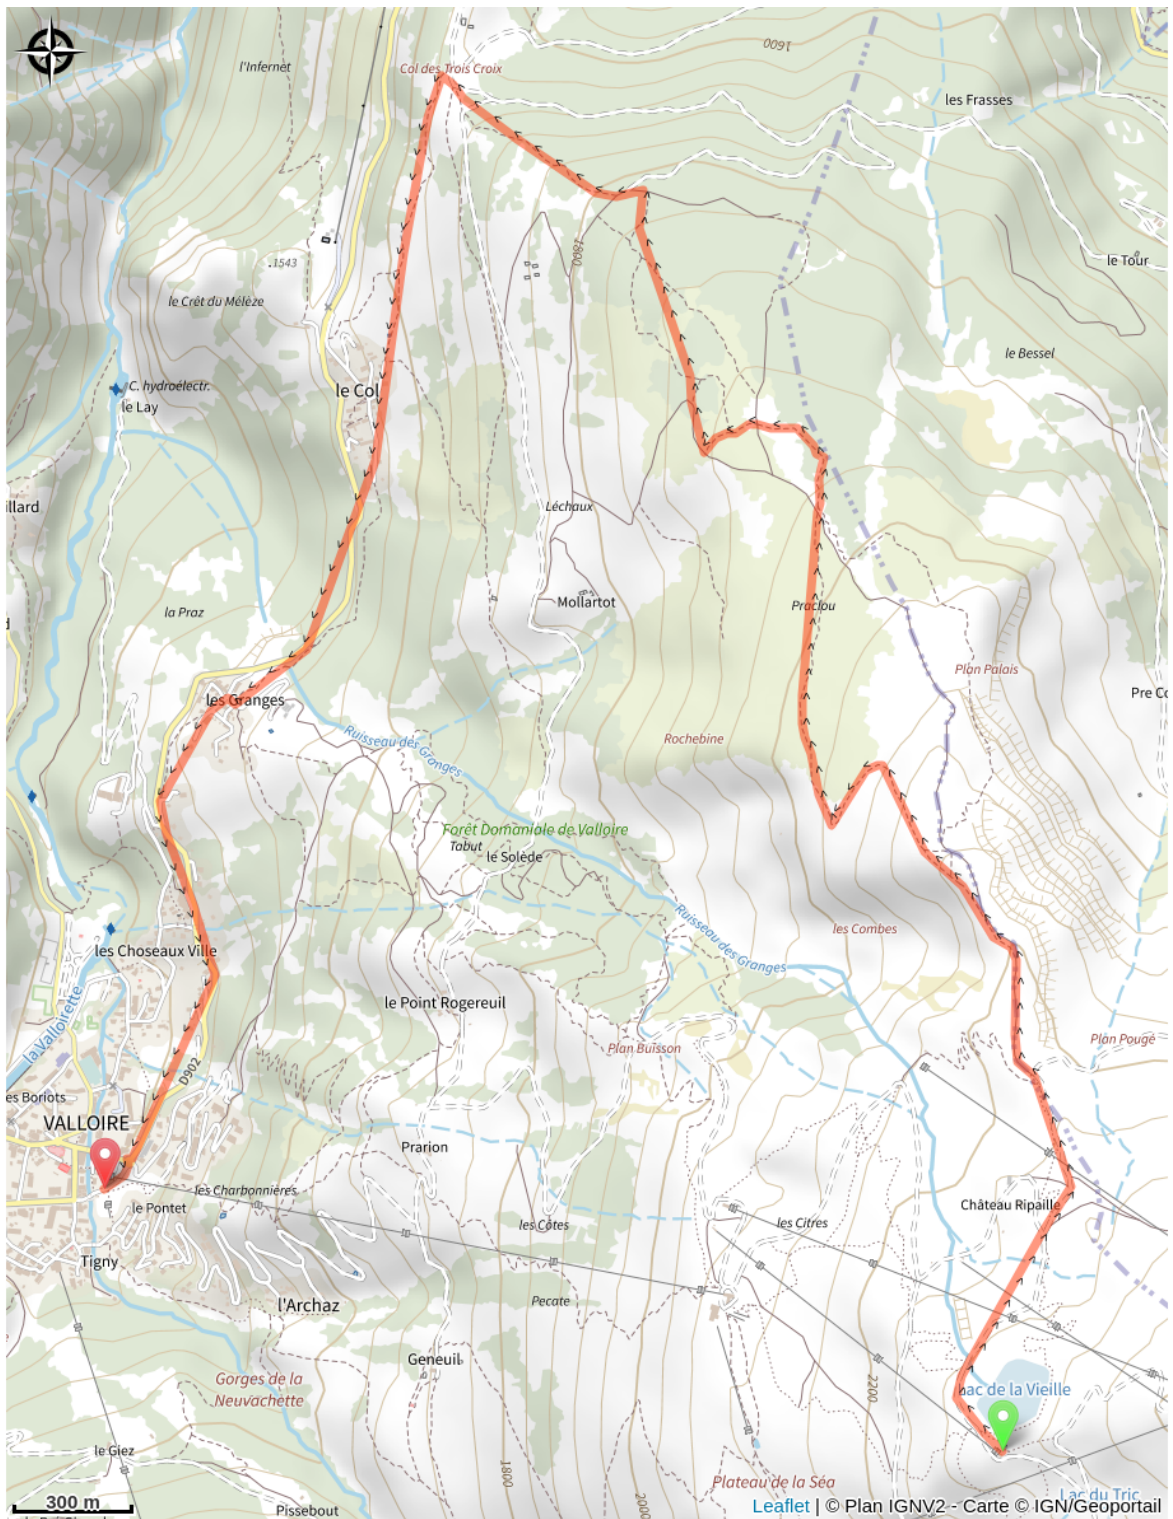 1600
l'Infernet
Col des Trois Croix
les Frasses
1800
.1543
le Tour
le Crêt du Mélèze
le Bessel
C. hydroélectr.
le Col
le Lay
illard
Léchaux
Mollartot
Praclou
la Praz
Plan Palais
Pre Co
les Granges
Ruisseau des Granges
Rochebine
Forêt Domaniale de Valloire
Tabut
le Solède
les Combes
Ruisseau des Granges
les Choseaux Ville
le Point Rogereuil
la Valloirette
Plan Buisson
Plan Pougé
D902
es Boriots
VALLOIRE
Prarion
les Charbonnières
le Pontet
les Côtes
les Citres
Château Ripaille
Tigny
l'Archaz
Pecate
Geneuil
Gorges de la
Neuvachette
2200
Lac de la Vieille
le Giez
1800
2000
Plateau de la Séa
Lac du Tric
300 m
Pissebout
Leaflet | © Plan IGNV2 - Carte © IGN/Geoportail